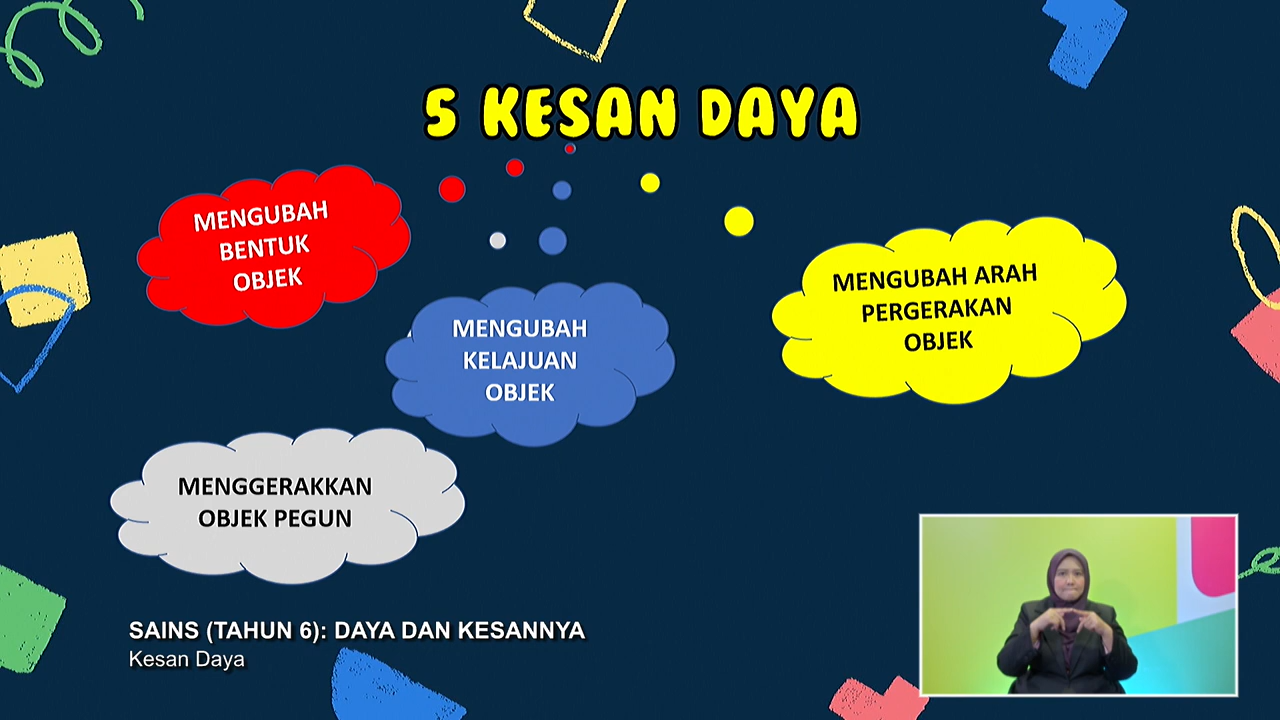 5 KESAN DAYA
MENGUBAH
BENTUK
OBJEK
MENGUBAH
KELAJUAN
OBJEK
MENGUBAH ARAH
PERGERAKAN
OBJEK
MENGGERAKKAN
OBJEK PEGUN
SAINS (TAHUN 6): DAYA DAN KESANNYA
Kesan Daya